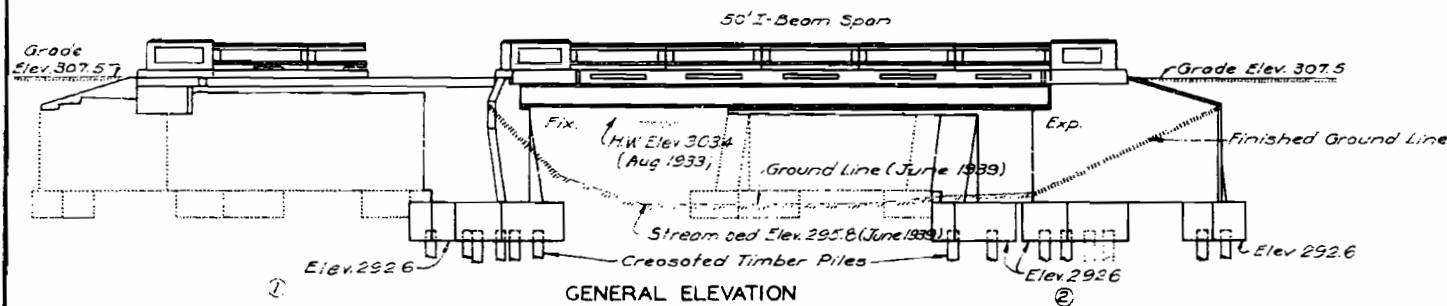 50' I-Beam Span
Grade
Elev. 307.5
Grade Elev. 307.5
Fix.
H.W. Elev. 303.4
(Aug 1933)
Exp.
Finished Ground Line
Ground Line (June 1939)
Stream bed Elev. 295.8 (June 1939)
Elev. 292.6
Creosoted Timber Piles
Elev. 292.6
Elev. 292.6
①
GENERAL ELEVATION
②